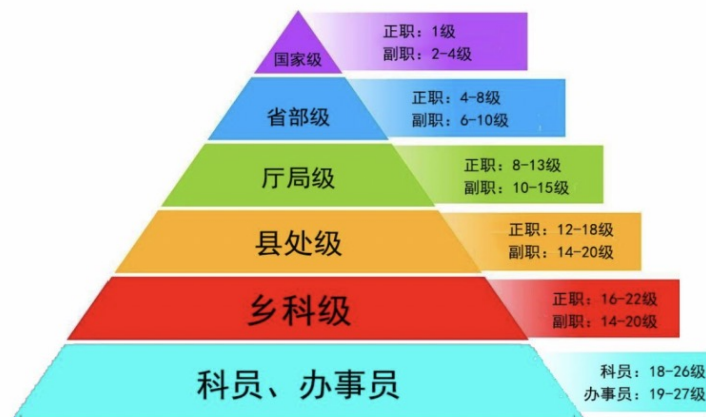 国家级
正职：1级
副职：2-4级
省部级
正职：4-8级
副职：6-10级
厅局级
正职：8-13级
副职：10-15级
县处级
正职：12-18级
副职：14-20级
乡科级
正职：16-22级
副职：14-20级
科员、办事员
科员：18-26级
办事员：19-27级